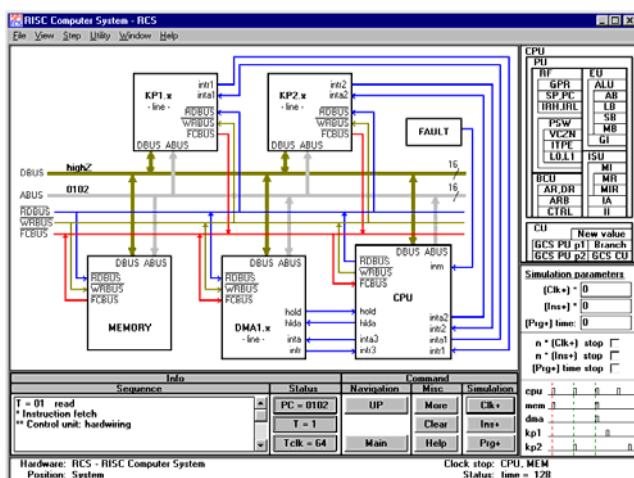 RISC Computer System - RCS
File View Step Utility Window Help
KP1.x
- line -
intr1
inta1
RDBUS
WRBUS
FCBUS
DBUS ABUS
KP2.x
- line -
intr2
inta2
RDBUS
WRBUS
FCBUS
DBUS ABUS
FAULT
DBUS highZ 16
ABUS 0102 16
RDBUS
WRBUS
FCBUS
DBUS ABUS
RDBUS
WRBUS
FCBUS
MEMORY
DBUS ABUS
RDBUS
WRBUS
FCBUS
DMA1.x
hold
hlda
inta
intr
DBUS ABUS
RDBUS
WRBUS
FCBUS
CPU
inm
hold
hlda
inta3
intr3
inta2
intr2
inta1
intr1
CPU
PU
RF
GPR
SP,PC
IRH,IRL
PSW
VCZN
ITPE
L0,L1
BCU
AR,DR
ARB
CTRL
EU
ALU
AB
LB
SB
MB
GI
ISU
MI
MR
MIR
IA
II
CU New value
GCS PU p1 Branch
GCS PU p2 GCS CU
Simulation parameters
(Clk+) * 0
(Ins+) * 0
(Prg+) time: 0
n * (Clk+) stop
n * (Ins+) stop
(Prg+) time stop
cpu
mem
dma
kp1
kp2
Info Command
Sequence Status Navigation Misc Simulation
T = 01 read
* Instruction fetch
** Control unit: hardwiring
PC = 0102
T = 1
Tclk = 64
UP
Main
More
Clear
Help
Clk+
Ins+
Prg+
Hardware: RCS - RISC Computer System Clock stop: CPU, MEM
Position: System Status: time = 128